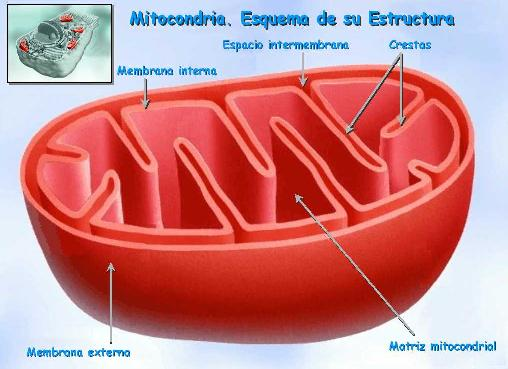 Mitocondria. Esquema de su Estructura
Espacio intermembrana
Crestas
Membrana interna
Membrana externa
Matriz mitocondrial